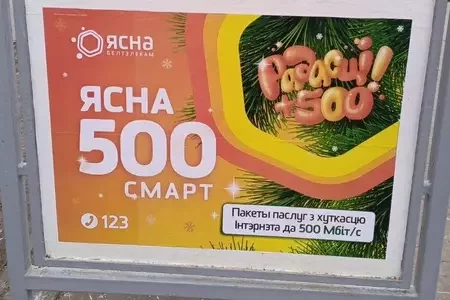 ясна
БЕЛТЭЛЕКАМ
ЯСНА
500
СМАРТ
123
Радасці!
+500
Пакеты паслуг з хуткасцю
Інтэрнэта да 500 Мбіт/с